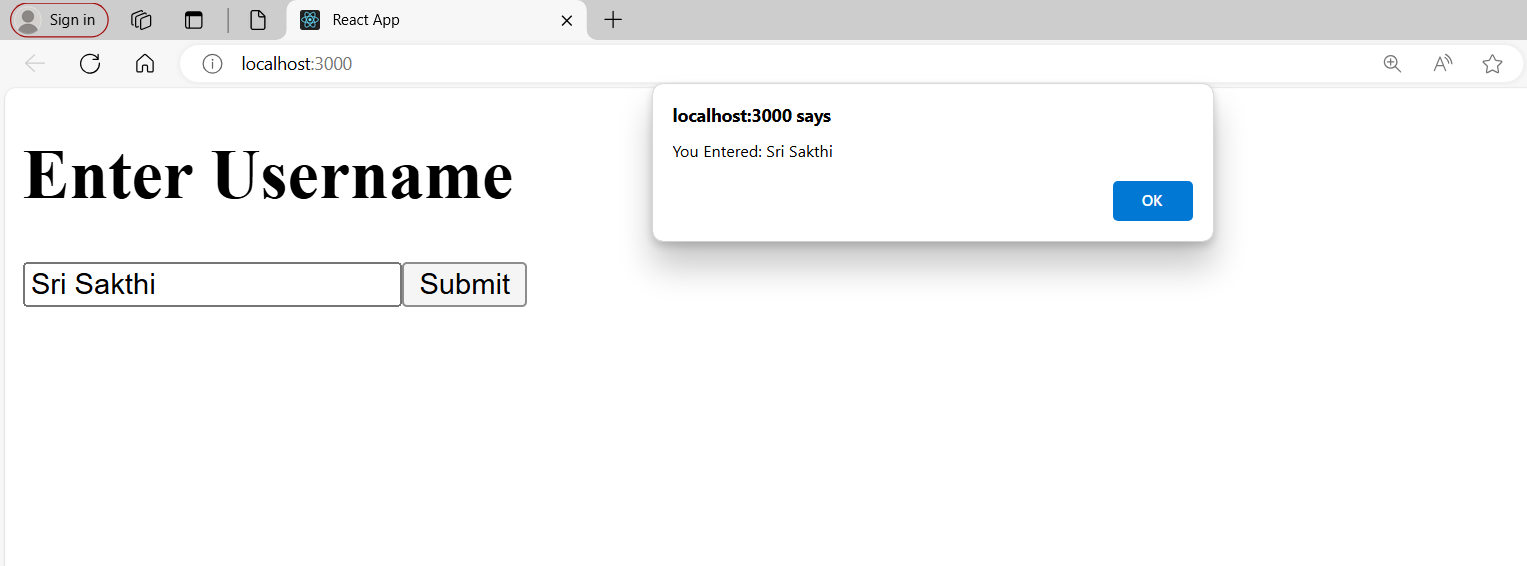 Sign in
React App
localhost:3000
localhost:3000 says
You Entered: Sri Sakthi
OK
Enter Username
Sri Sakthi
Submit